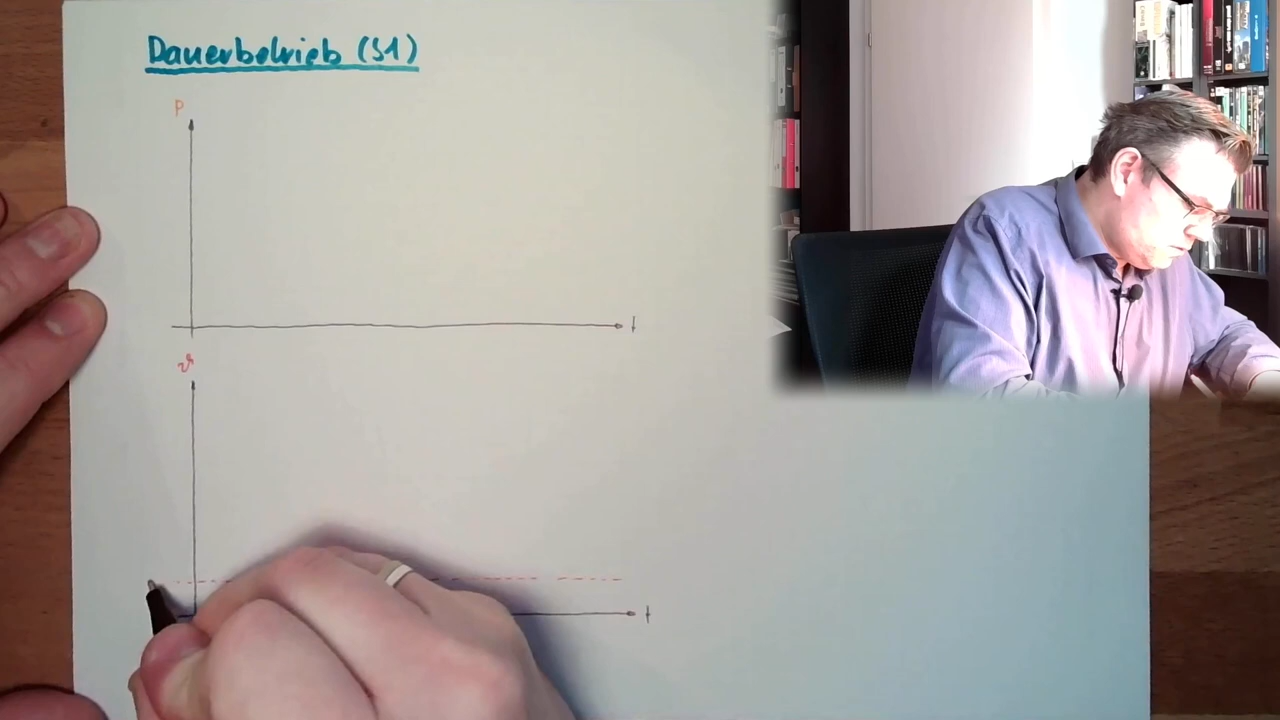 Dauerbetrieb (S1)
P
t
ϑ
t